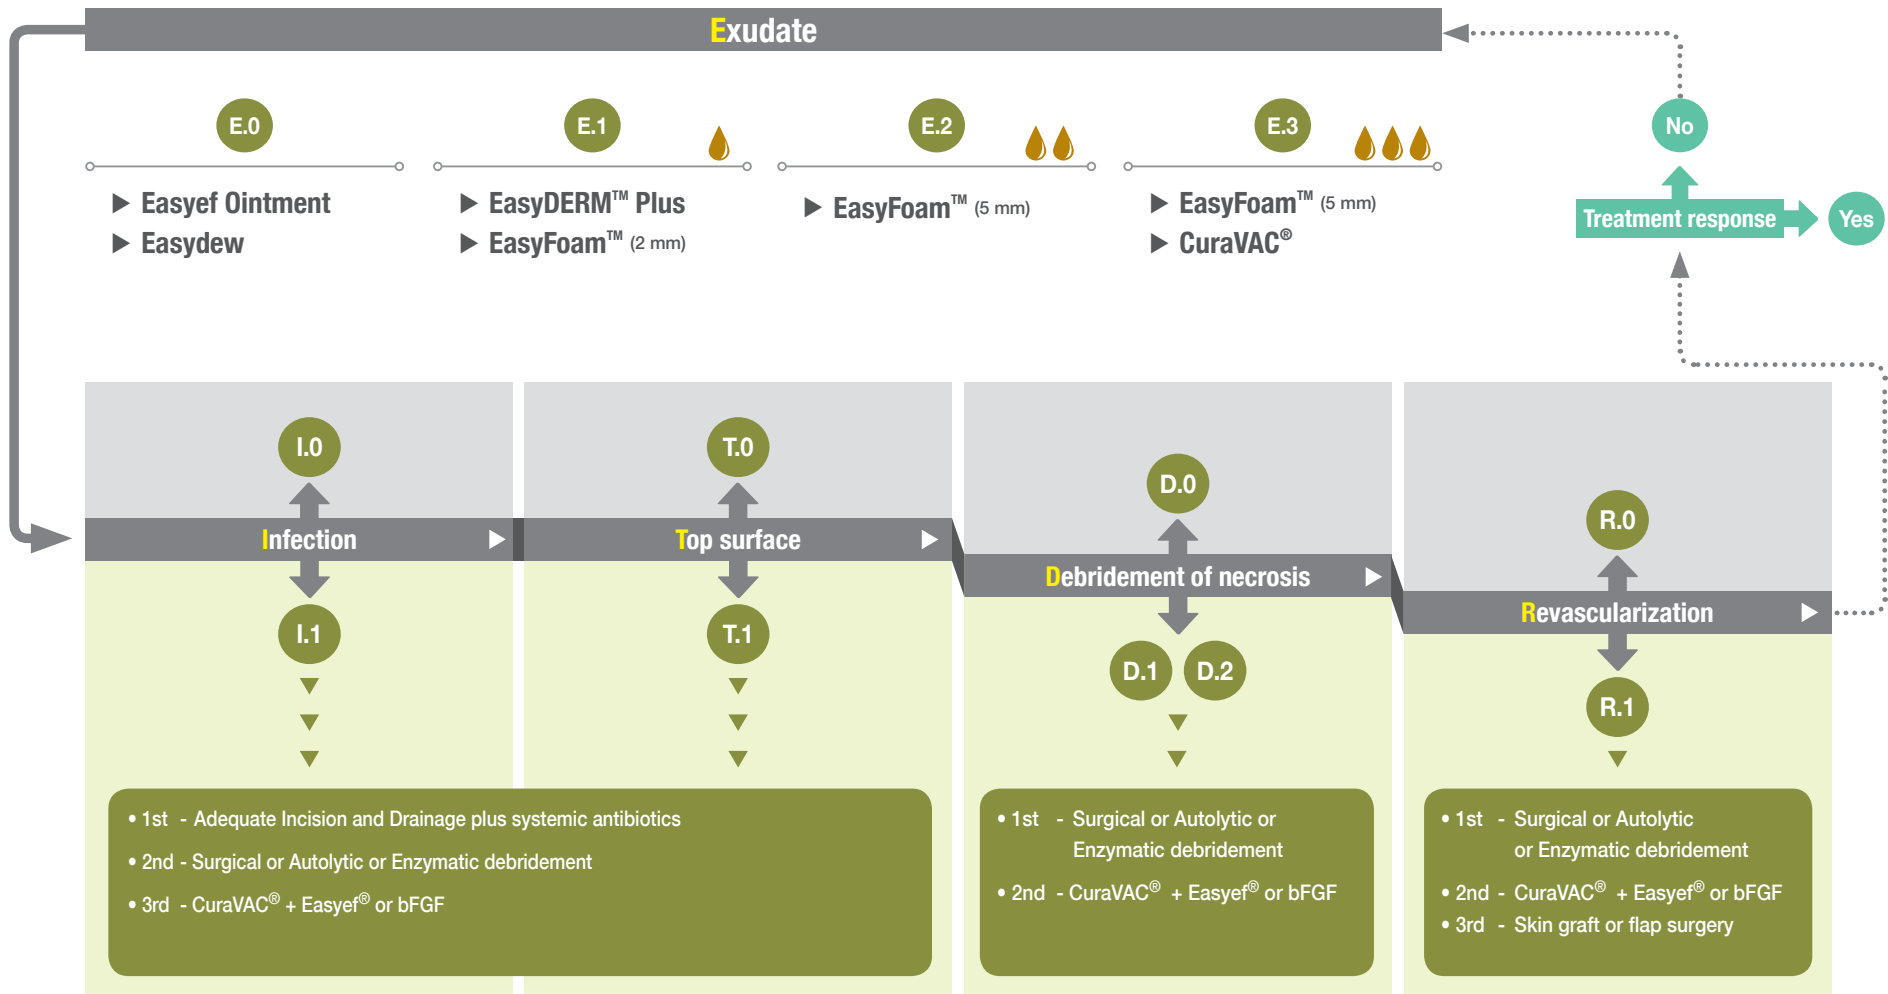 Exudate
E.0
E.1
E.2
E.3
No
▶ Easyef Ointment
▶ Easydew
▶ EasyDERM™ Plus
▶ EasyFoam™ (2 mm)
▶ EasyFoam™ (5 mm)
▶ EasyFoam™ (5 mm)
▶ CuraVAC®
Treatment response
Yes
I.0
Infection
I.1
T.0
Top surface
T.1
D.0
Debridement of necrosis
D.1 D.2
R.0
Revascularization
R.1
• 1st - Adequate Incision and Drainage plus systemic antibiotics
• 2nd - Surgical or Autolytic or Enzymatic debridement
• 3rd - CuraVAC® + Easyef® or bFGF
• 1st - Surgical or Autolytic or
Enzymatic debridement
• 2nd - CuraVAC® + Easyef® or bFGF
• 1st - Surgical or Autolytic
or Enzymatic debridement
• 2nd - CuraVAC® + Easyef® or bFGF
• 3rd - Skin graft or flap surgery